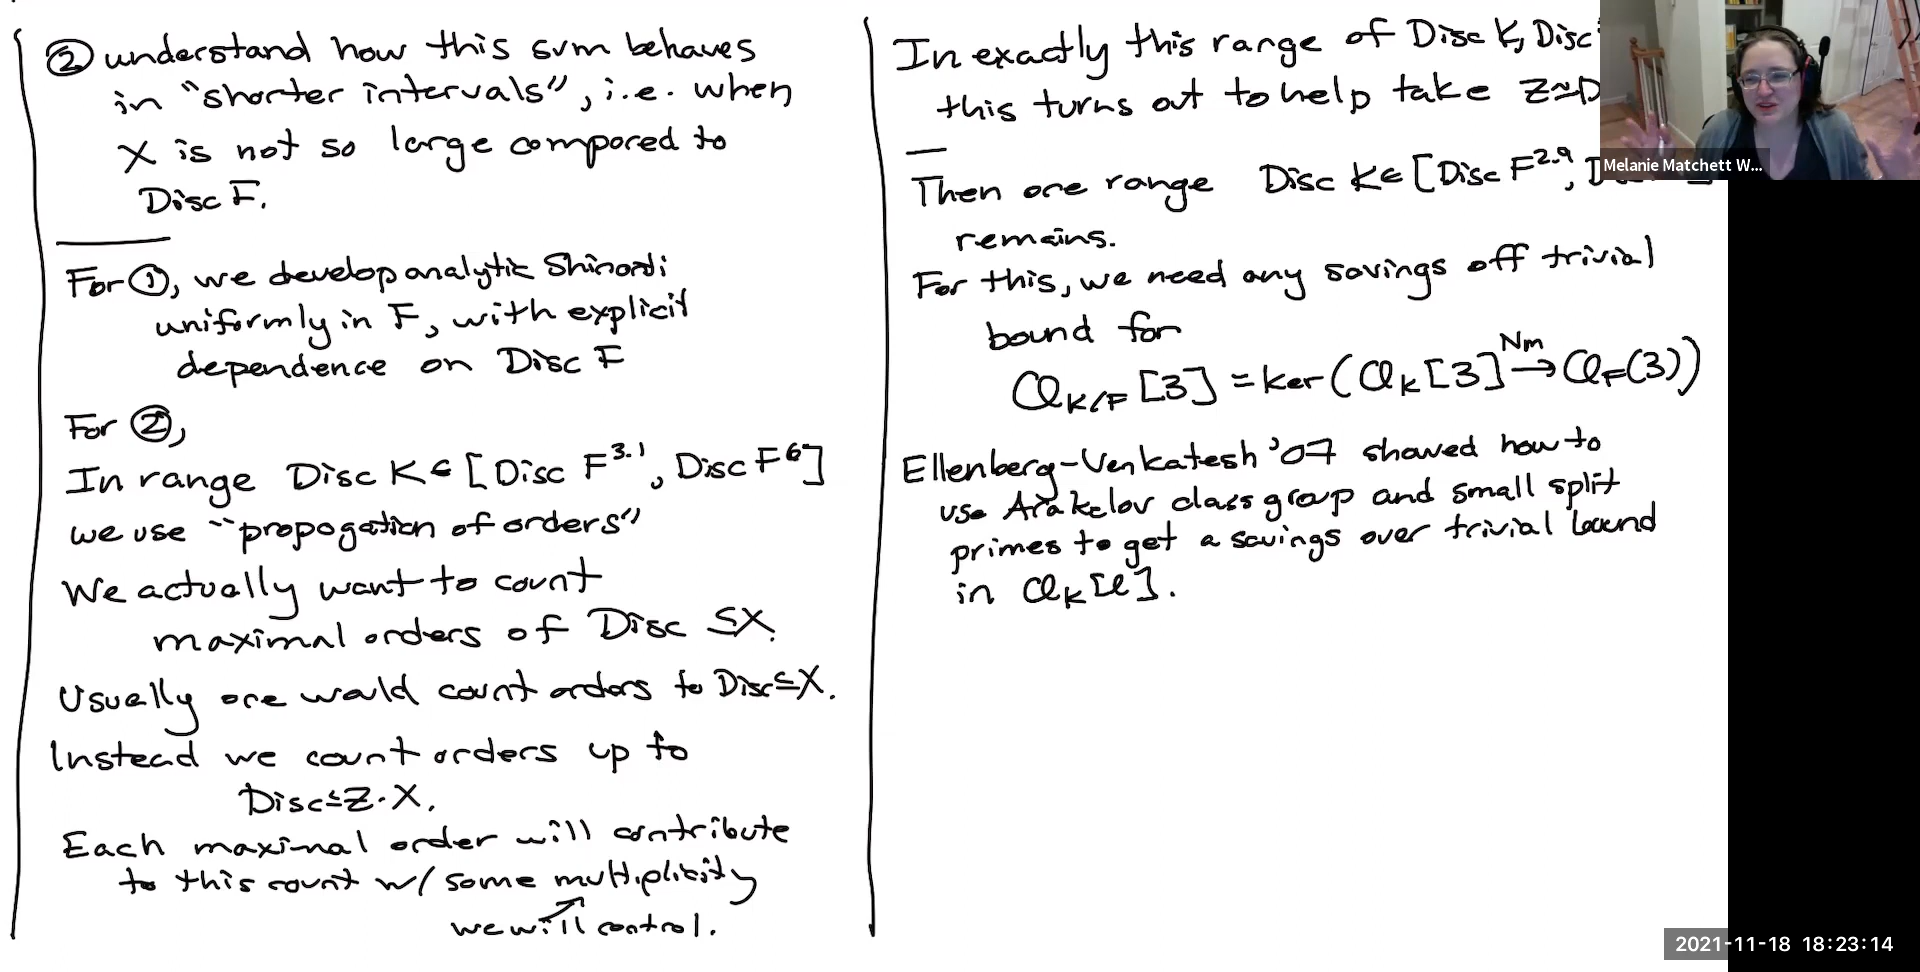 ② understand how this sum behaves
in "shorter intervals", i.e. when
X is not so large compared to
Disc F.
For ①, we develop analytic Shintani
uniformly in F, with explicit
dependence on Disc F
For ②,
In range Disc K ∈ [Disc F^3.1, Disc F^6]
we use "propogation of orders"
We actually want to count
maximal orders of Disc ≤X.
Usually one would count orders to Disc≤X.
Instead we count orders up to
Disc≤Z·X.
Each maximal order will contribute
to this count w/ some multiplicity
we will control.
In exactly this range of Disc K, Disc
this turns out to help take Z≈D
Then one range Disc K∈[Disc F^2.9,
remains.
For this, we need any savings off trivial
bound for
Cl_K/F [3] = ker(Cl_K[3] →^Nm Cl_F(3))
Ellenberg-Venkatesh '07 showed how to
use Arakelov class group and small split
primes to get a savings over trivial bound
in Cl_K[ℓ].
Melanie Matchett W...
2021-11-18 18:23:14